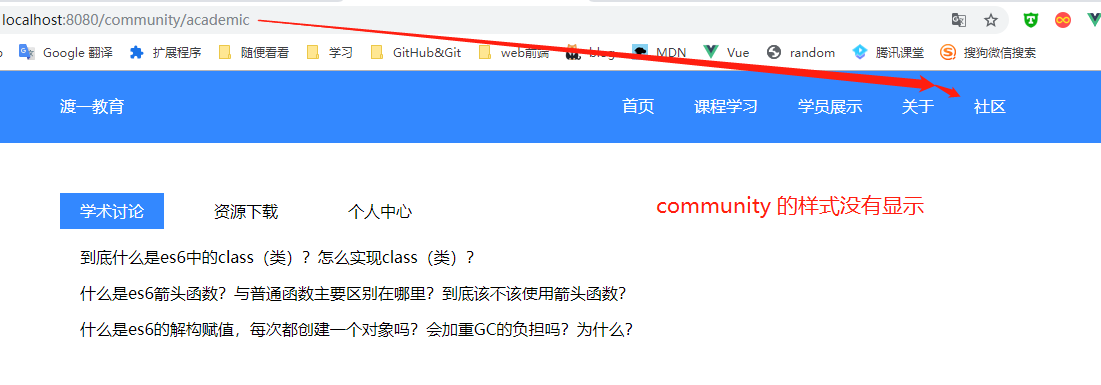 localhost:8080/community/academic
Google 翻译 扩展程序 随便看看 学习 GitHub&Git web前端 blog MDN Vue random 腾讯课堂 搜狗微信搜索
渡一教育 首页 课程学习 学员展示 关于 社区
学术讨论 资源下载 个人中心
community 的样式没有显示
到底什么是es6中的class（类）？怎么实现class（类）？
什么是es6箭头函数？与普通函数主要区别在哪里？到底该不该使用箭头函数？
什么是es6的解构赋值，每次都创建一个对象吗？会加重GC的负担吗？为什么？